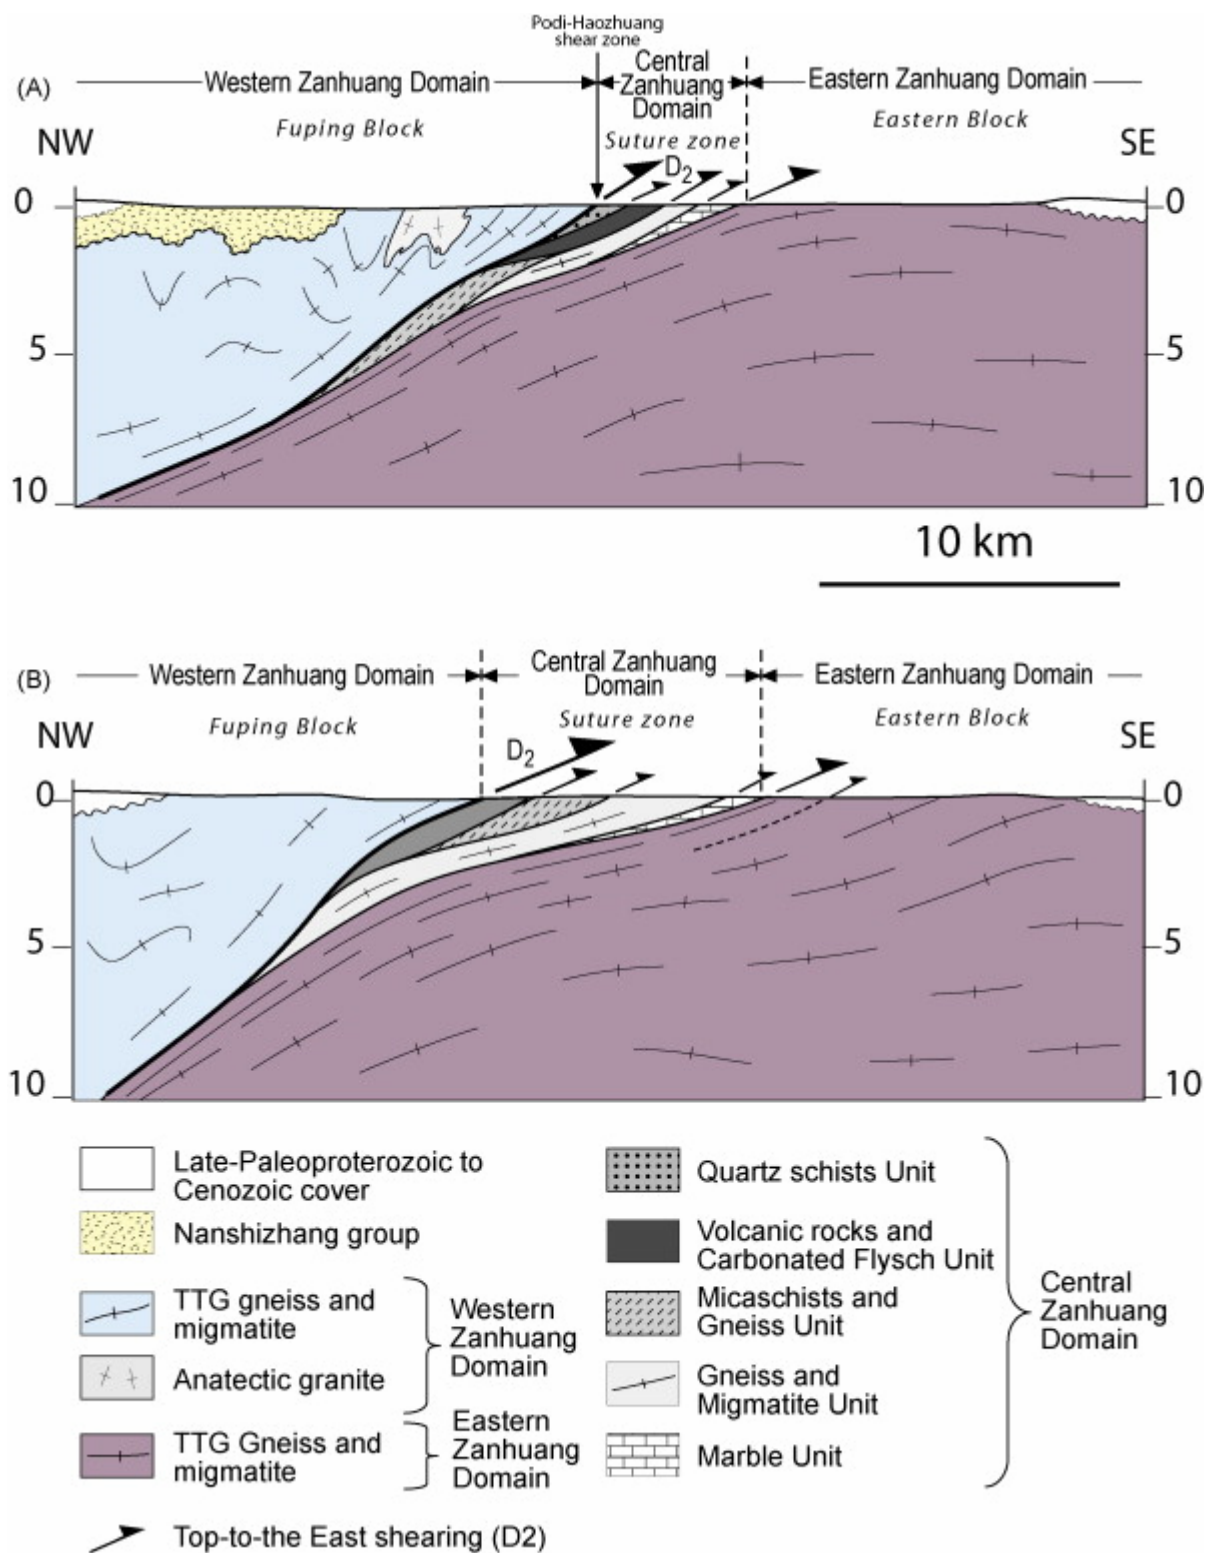 Podi-Haozhuang
shear zone
(A)
Western Zanhuang Domain
Central
Zanhuang
Domain
Eastern Zanhuang Domain
Fuping Block
Suture zone
Eastern Block
NW
SE
D2
0
0
5
5
10
10
10 km
(B)
Western Zanhuang Domain
Central Zanhuang
Domain
Eastern Zanhuang Domain
Fuping Block
Suture zone
Eastern Block
NW
SE
D2
0
0
5
5
10
10
Late-Paleoproterozoic to
Cenozoic cover
Nanshizhang group
TTG gneiss and
migmatite
Anatectic granite
Western
Zanhuang
Domain
TTG Gneiss and
migmatite
Eastern
Zanhuang
Domain
Top-to-the East shearing (D2)
Quartz schists Unit
Volcanic rocks and
Carbonated Flysch Unit
Micaschists and
Gneiss Unit
Gneiss and
Migmatite Unit
Marble Unit
Central
Zanhuang
Domain